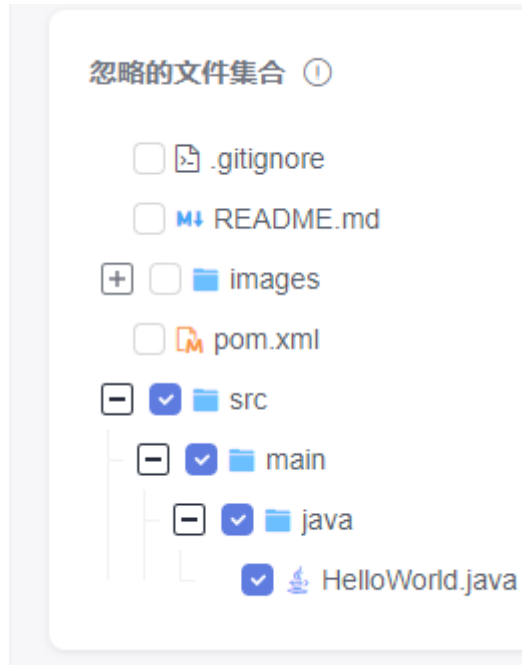 忽略的文件集合
.gitignore
README.md
images
pom.xml
src
main
java
HelloWorld.java